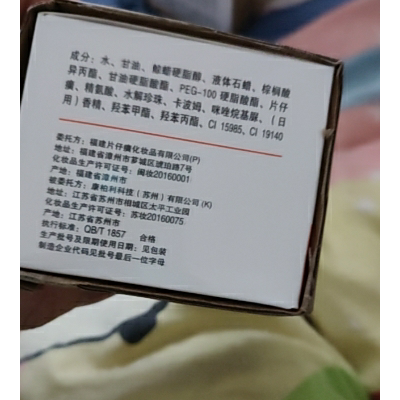 成分：水、甘油、鲸蜡硬脂醇、液体石蜡、棕榈酸
异丙酯、甘油硬脂酸酯、PEG-100 硬脂酸酯、片仔
癀、精氨酸、水解珍珠、卡波姆、咪唑烷基脲、（日
用）香精、羟苯甲酯、羟苯丙酯、CI 15985、CI 19140
委托方：福建片仔癀化妆品有限公司(P)
地址：福建省漳州市芗城区琥珀路7号
化妆品生产许可证号：闽妆20160001
产地：福建省漳州市
被委托方：康柏利科技（苏州）有限公司 (K)
地址：江苏省苏州市相城区太平工业园
化妆品生产许可证号：苏妆20160075
产地：江苏省苏州市
执行标准：QB/T 1857 合格
生产批号及限期使用日期：见包装
制造企业代码见批号最后一位字母